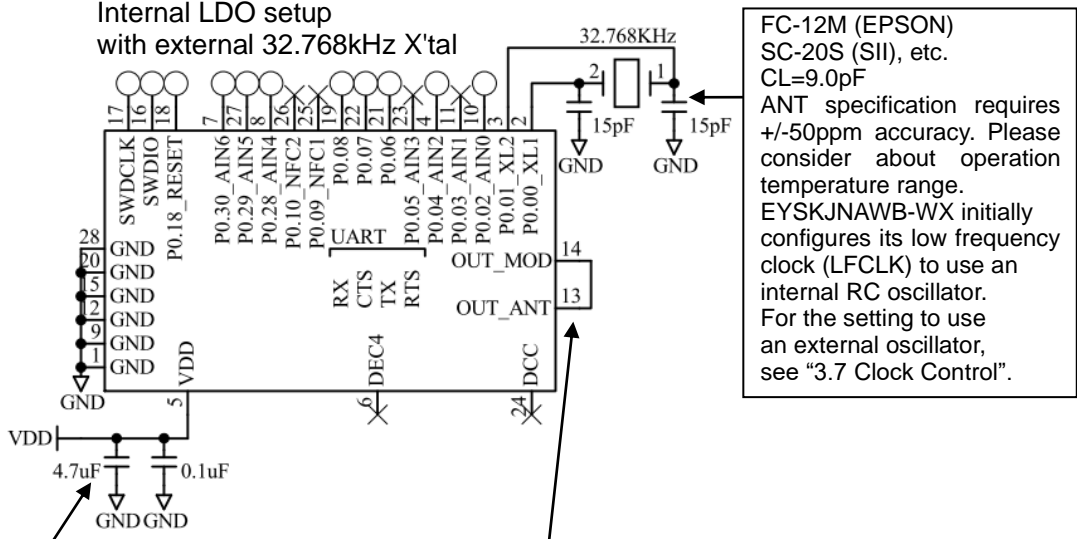 Internal LDO setup
with external 32.768kHz X'tal
32.768KHz
2
1
15pF
15pF
GND
GND
17
16
18
7
27
8
26
25
19
22
21
23
4
11
10
3
2
SWDCLK
SWDIO
P0.18_RESET
P0.30_AIN6
P0.29_AIN5
P0.28_AIN4
P0.10_NFC2
P0.09_NFC1
P0.08
P0.07
P0.06
P0.05_AIN3
P0.04_AIN2
P0.03_AIN1
P0.02_AIN0
P0.01_XL2
P0.00_XL1
UART
RX
CTS
TX
RTS
28 GND
20 GND
5 GND
2 GND
9 GND
1 GND
GND
OUT_MOD 14
OUT_ANT 13
VDD
5
DEC4
6
DCC
24
VDD
4.7uF
0.1uF
GND GND
FC-12M (EPSON)
SC-20S (SII), etc.
CL=9.0pF
ANT specification requires
+/-50ppm accuracy. Please
consider about operation
temperature range.
EYSKJNAWB-WX initially
configures its low frequency
clock (LFCLK) to use an
internal RC oscillator.
For the setting to use
an external oscillator,
see “3.7 Clock Control”.